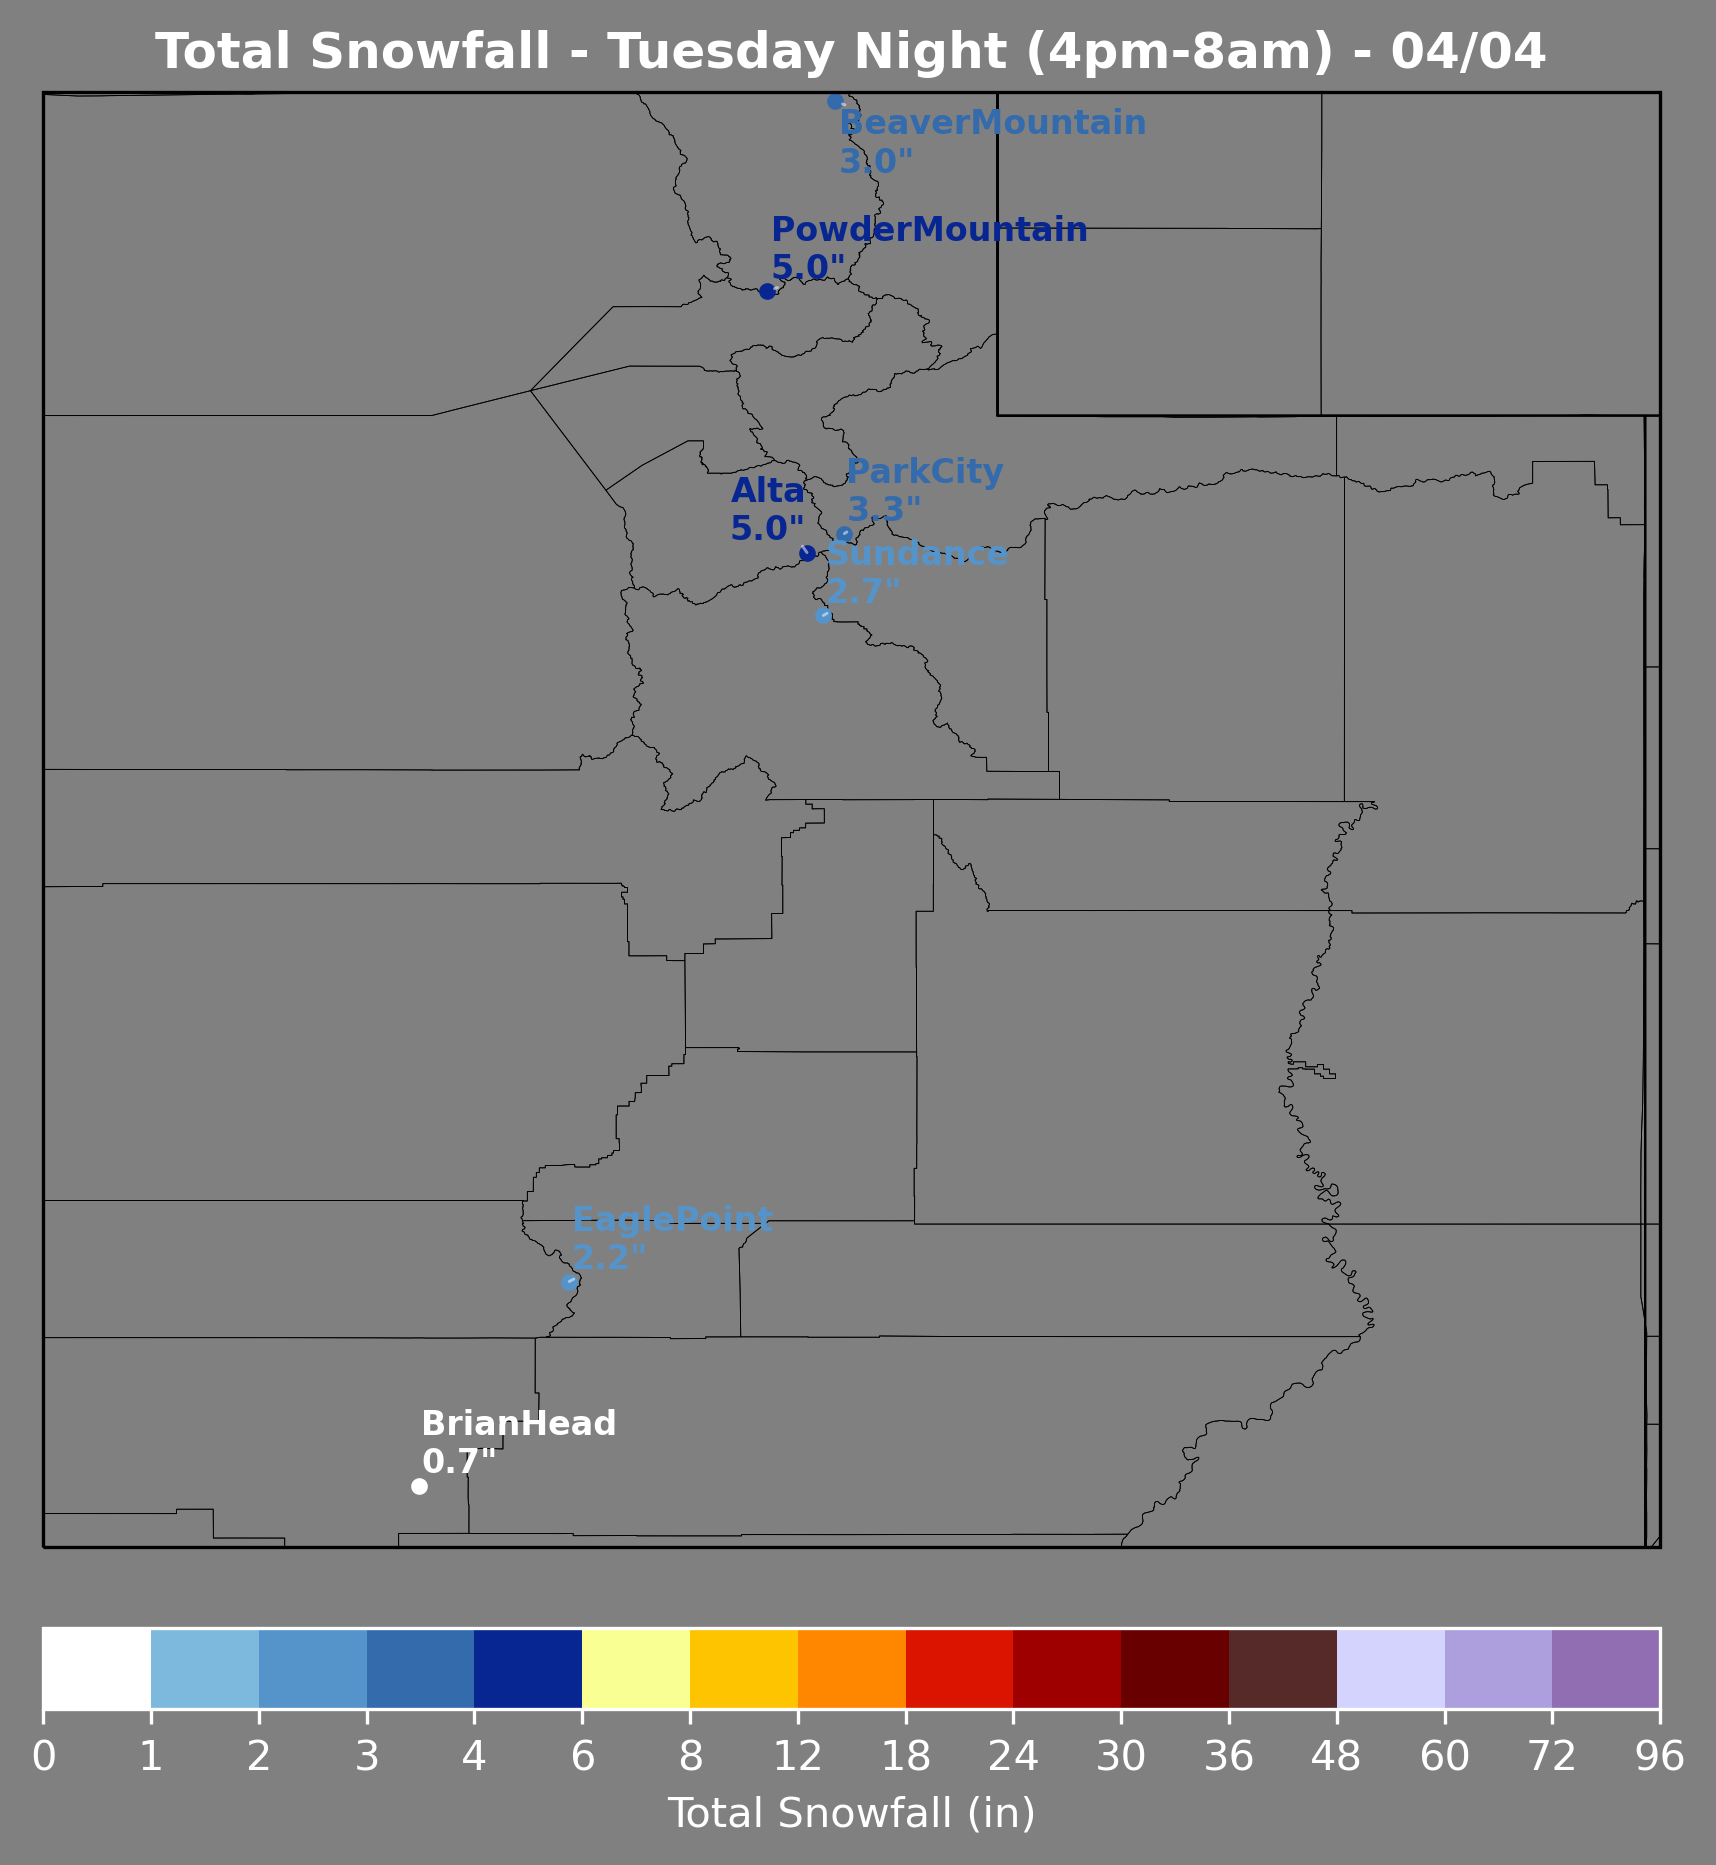 Total Snowfall - Tuesday Night (4pm-8am) - 04/04
BeaverMountain
3.0"
PowderMountain
5.0"
ParkCity
3.3"
Alta
5.0"
Sundance
2.7"
EaglePoint
2.2"
BrianHead
0.7"
0 1 2 3 4 6 8 12 18 24 30 36 48 60 72 96
Total Snowfall (in)